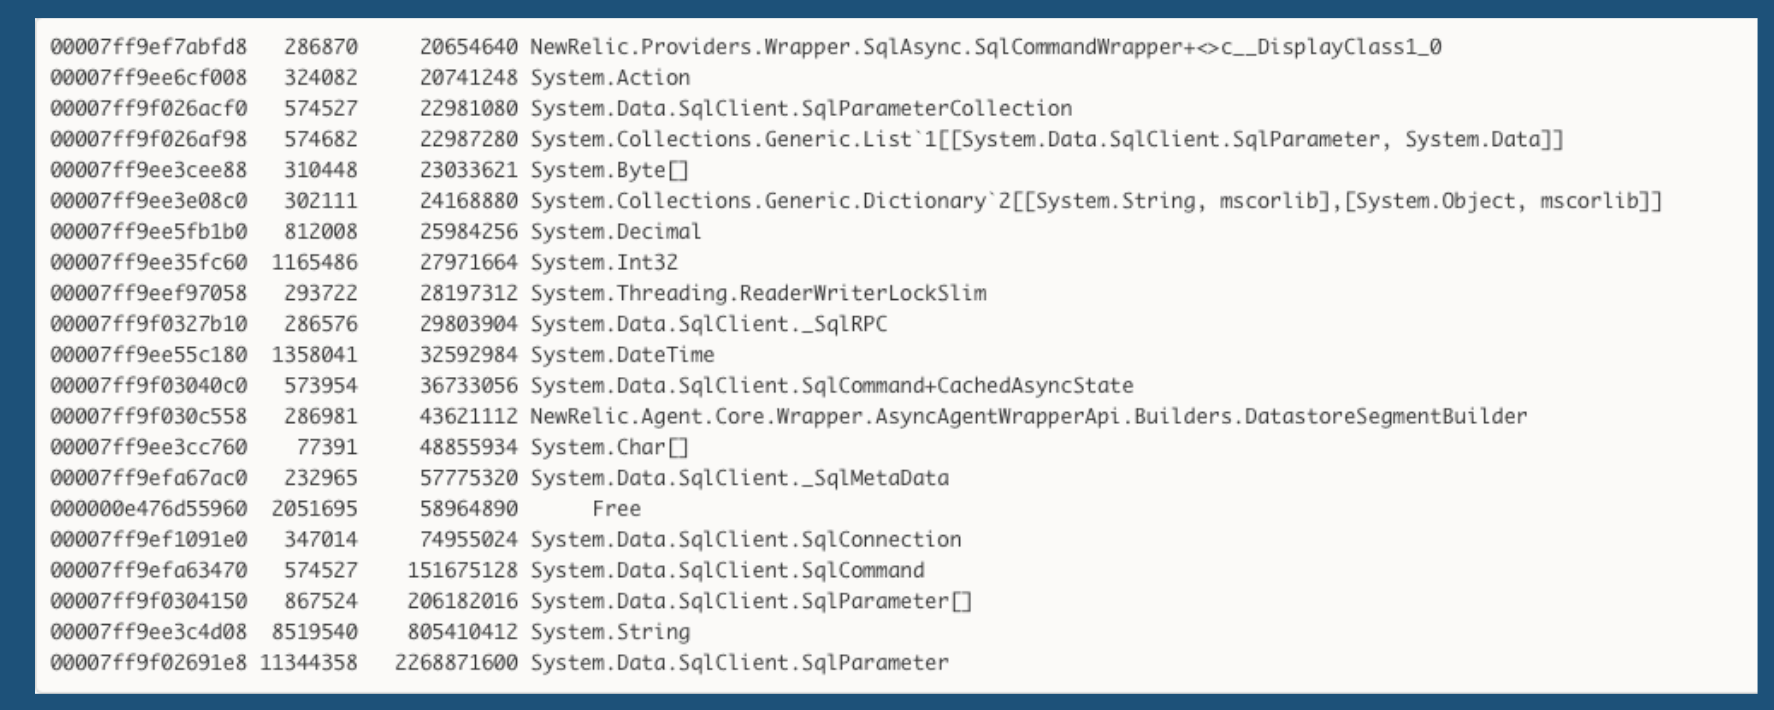 00007ff9ef7abfd8 286870 20654640 NewRelic.Providers.Wrapper.SqlAsync.SqlCommandWrapper+<>c__DisplayClass1_0
00007ff9ee6cf008 324082 20741248 System.Action
00007ff9f026acf0 574527 22981080 System.Data.SqlClient.SqlParameterCollection
00007ff9f026af98 574682 22987280 System.Collections.Generic.List`1[[System.Data.SqlClient.SqlParameter, System.Data]]
00007ff9ee3cee88 310448 23033621 System.Byte[]
00007ff9ee3e08c0 302111 24168880 System.Collections.Generic.Dictionary`2[[System.String, mscorlib],[System.Object, mscorlib]]
00007ff9ee5fb1b0 812008 25984256 System.Decimal
00007ff9ee35fc60 1165486 27971664 System.Int32
00007ff9eef97058 293722 28197312 System.Threading.ReaderWriterLockSlim
00007ff9f0327b10 286576 29803904 System.Data.SqlClient._SqlRPC
00007ff9ee55c180 1358041 32592984 System.DateTime
00007ff9f03040c0 573954 36733056 System.Data.SqlClient.SqlCommand+CachedAsyncState
00007ff9f030c558 286981 43621112 NewRelic.Agent.Core.Wrapper.AsyncAgentWrapperApi.Builders.DatastoreSegmentBuilder
00007ff9ee3cc760 77391 48855934 System.Char[]
00007ff9efa67ac0 232965 57775320 System.Data.SqlClient._SqlMetaData
000000e476d55960 2051695 58964890 Free
00007ff9ef1091e0 347014 74955024 System.Data.SqlClient.SqlConnection
00007ff9efa63470 574527 151675128 System.Data.SqlClient.SqlCommand
00007ff9f0304150 867524 206182016 System.Data.SqlClient.SqlParameter[]
00007ff9ee3c4d08 8519540 805410412 System.String
00007ff9f02691e8 11344358 2268871600 System.Data.SqlClient.SqlParameter